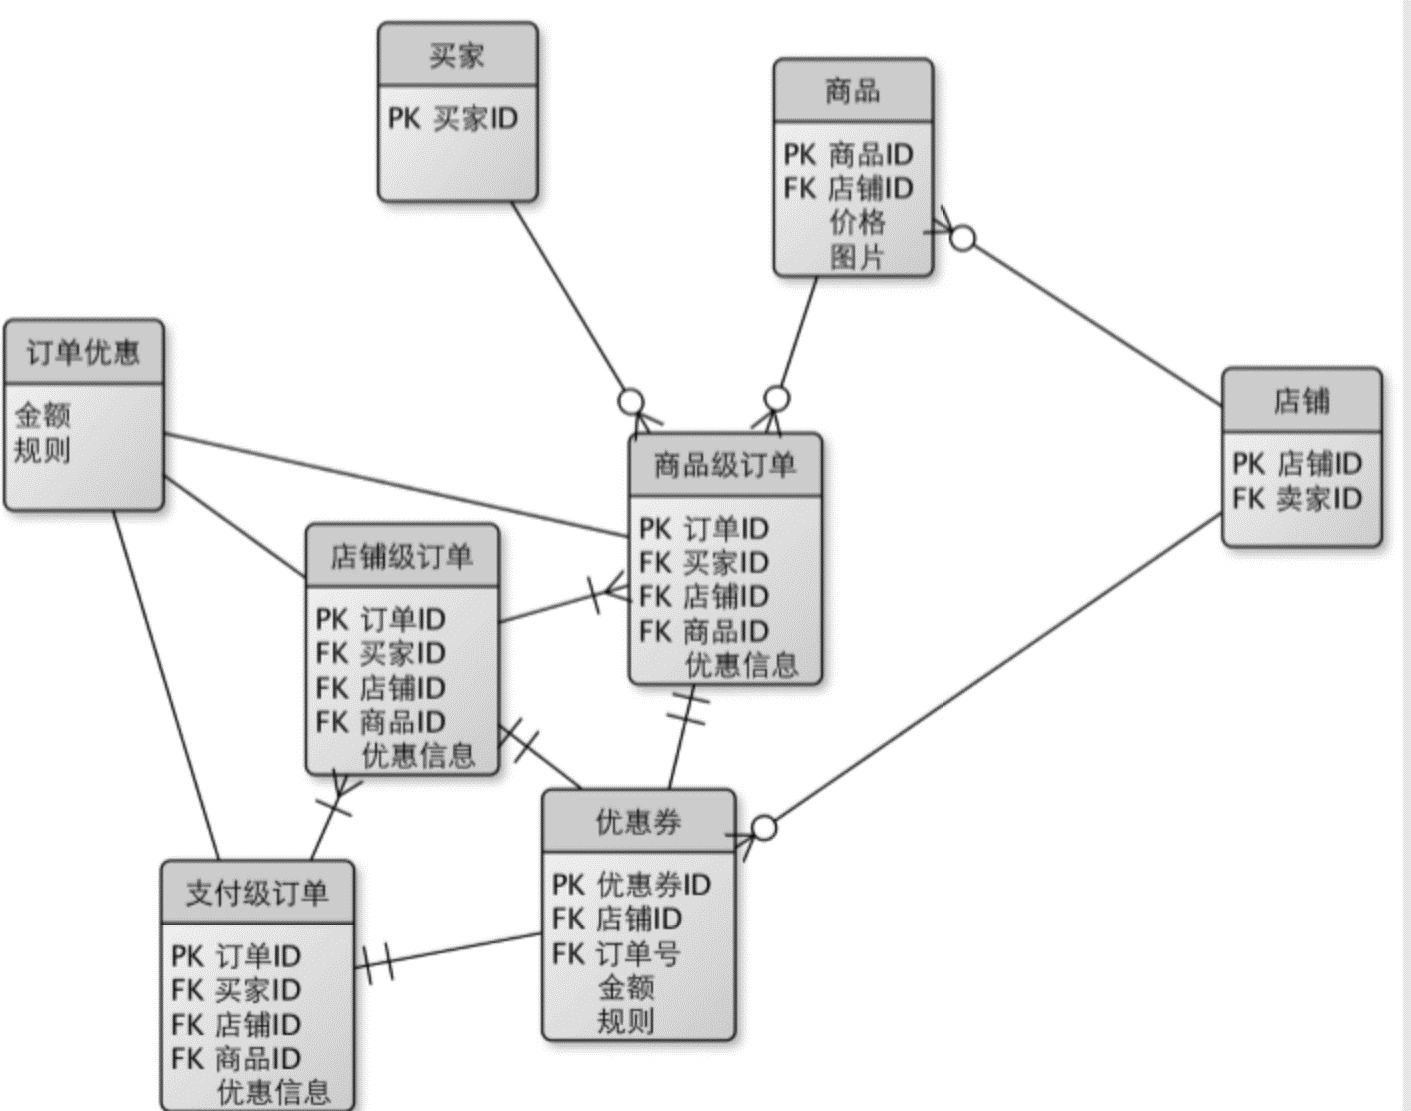 买家
PK 买家ID
商品
PK 商品ID
FK 店铺ID
价格
图片
订单优惠
金额
规则
店铺
PK 店铺ID
FK 卖家ID
商品级订单
PK 订单ID
FK 买家ID
FK 店铺ID
FK 商品ID
优惠信息
店铺级订单
PK 订单ID
FK 买家ID
FK 店铺ID
FK 商品ID
优惠信息
优惠券
PK 优惠券ID
FK 店铺ID
FK 订单号
金额
规则
支付级订单
PK 订单ID
FK 买家ID
FK 店铺ID
FK 商品ID
优惠信息